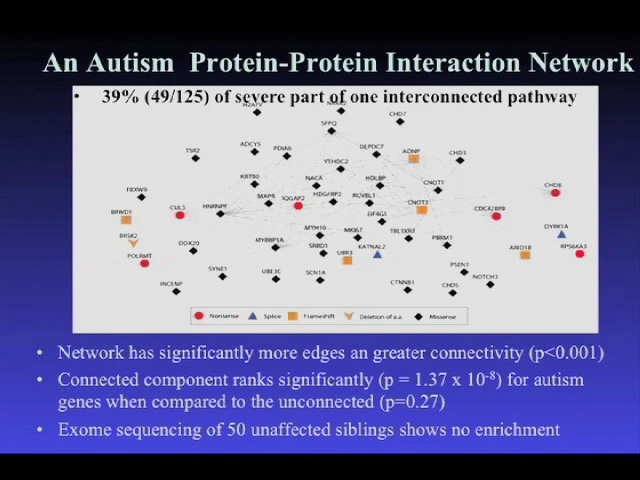 An Autism Protein-Protein Interaction Network
• 39% (49/125) of severe part of one interconnected pathway
H2AFV
CHD7
SFPQ
TSR2
ADCY5
PDIA6
DLPDC7
ADNP
CHD3
YTHDC2
FBXW9
KRT80
NACA
HDLBP
CNOT1
CHD8
BRWD1
CUL5
HNRNPF
MAP4
IQGAP2
HDGFRP2
RUVBL1
CNOT3
CDC42BPB
EIF4G1
BRSK2
DYRK1A
MYH10
MKI67
TBL1XR1
POLRMT
DDX20
MYBBP1A
SRBD1
UBR3
KATNAL2
PBRM1
ARID1B
RPS6KA3
INCENP
SYNE1
UBE3C
SCN1A
CTNNB1
PSEN1
CHD5
NOTCH3
Nonsense Splice Frameshift Deletion of a.a. Missense
• Network has significantly more edges an greater connectivity (p<0.001)
• Connected component ranks significantly (p = 1.37 x 10⁻⁸) for autism
genes when compared to the unconnected (p=0.27)
• Exome sequencing of 50 unaffected siblings shows no enrichment